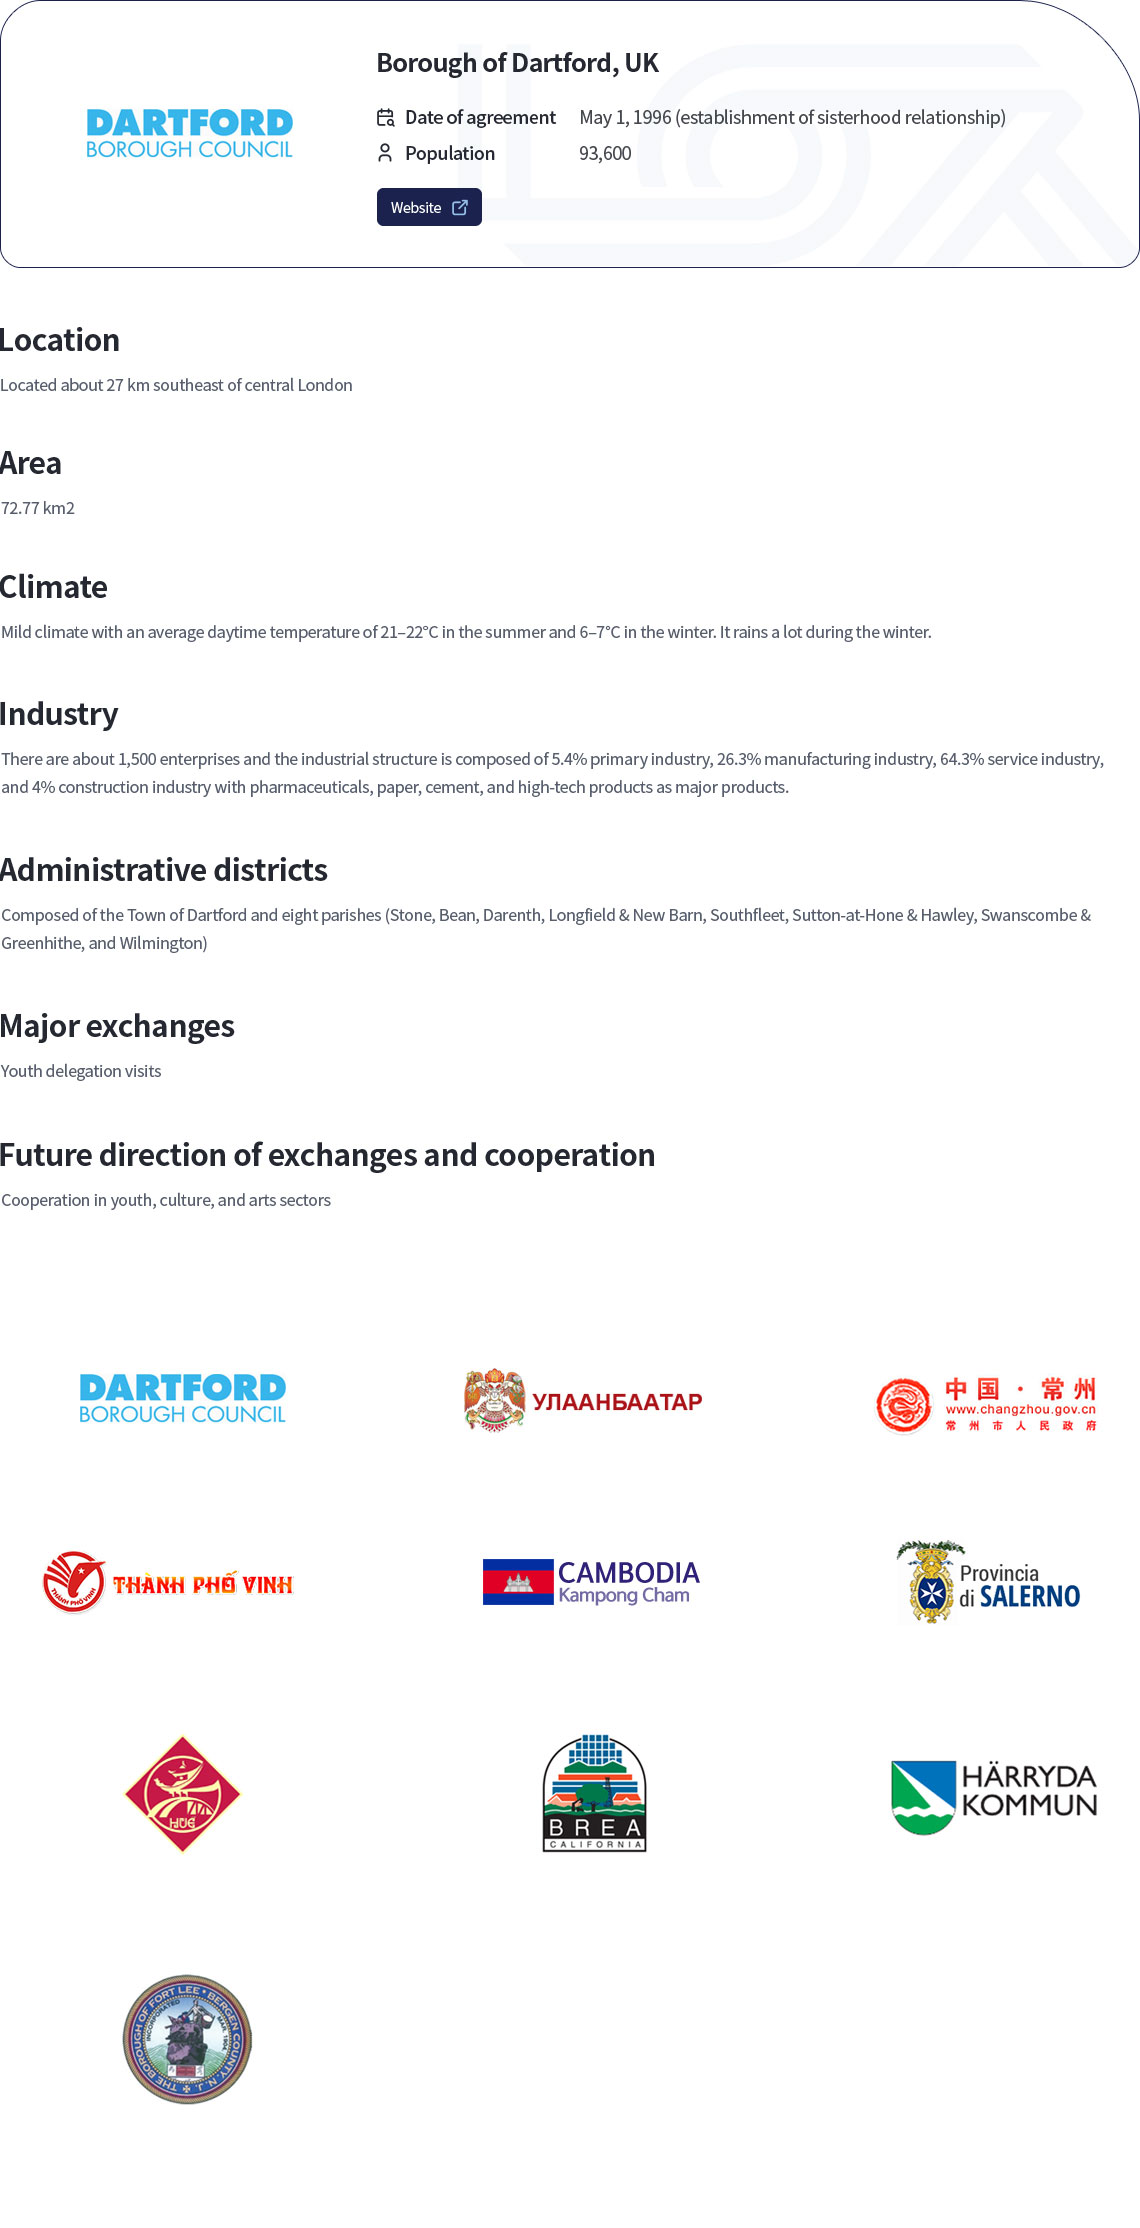 DARTFORD
BOROUGH COUNCIL
Borough of Dartford, UK
Date of agreement May 1, 1996 (establishment of sisterhood relationship)
Population 93,600
Website
Location
Located about 27 km southeast of central London
Area
72.77 km2
Climate
Mild climate with an average daytime temperature of 21–22℃ in the summer and 6–7℃ in the winter. It rains a lot during the winter.
Industry
There are about 1,500 enterprises and the industrial structure is composed of 5.4% primary industry, 26.3% manufacturing industry, 64.3% service industry,
and 4% construction industry with pharmaceuticals, paper, cement, and high-tech products as major products.
Administrative districts
Composed of the Town of Dartford and eight parishes (Stone, Bean, Darenth, Longfield & New Barn, Southfleet, Sutton-at-Hone & Hawley, Swanscombe &
Greenhithe, and Wilmington)
Major exchanges
Youth delegation visits
Future direction of exchanges and cooperation
Cooperation in youth, culture, and arts sectors
DARTFORD
BOROUGH COUNCIL
УЛААНБААТАР
中国·常州
www.changzhou.gov.cn
常州市人民政府
THÀNH PHỐ VINH
THÀNH PHỐ VINH
CAMBODIA
Kampong Cham
Provincia
di SALERNO
HUẾ
BREA
CALIFORNIA
HÄRRYDA
KOMMUN
THE BOROUGH OF FORT LEE • BERGEN COUNTY, N.J.
INCORPORATED MAR. 1904